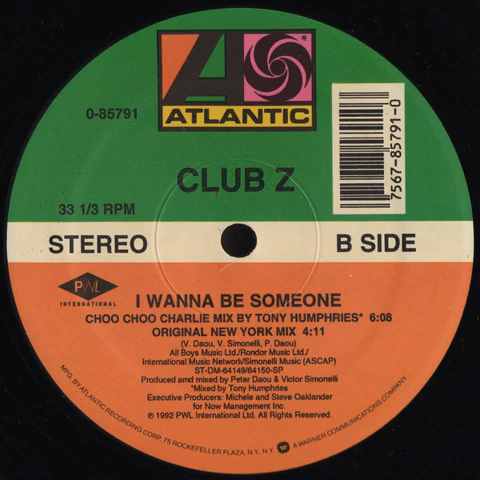 ATLANTIC
0-85791
7567-85791-0
CLUB Z
33 1/3 RPM
STEREO
B SIDE
PWL
INTERNATIONAL
I WANNA BE SOMEONE
CHOO CHOO CHARLIE MIX BY TONY HUMPHRIES* 6:08
ORIGINAL NEW YORK MIX 4:11
(V. Daou, V. Simonelli, P. Daou)
All Boys Music Ltd./Rondor Music Ltd./
International Music Network/Simonelli Music (ASCAP)
ST-DM-64149/64150-SP
Produced amd mixed by Peter Daou & Victor Simonelli
*Mixed by Tony Humphries
Executive Producers: Michele and Steve Oaklander
for Now Management Inc.
℗ 1992 PWL International Ltd. All Rights Reserved.
MFG. BY ATLANTIC RECORDING CORP. 75 ROCKEFELLER PLAZA, N.Y. N.Y. A WARNER COMMUNICATIONS COMPANY